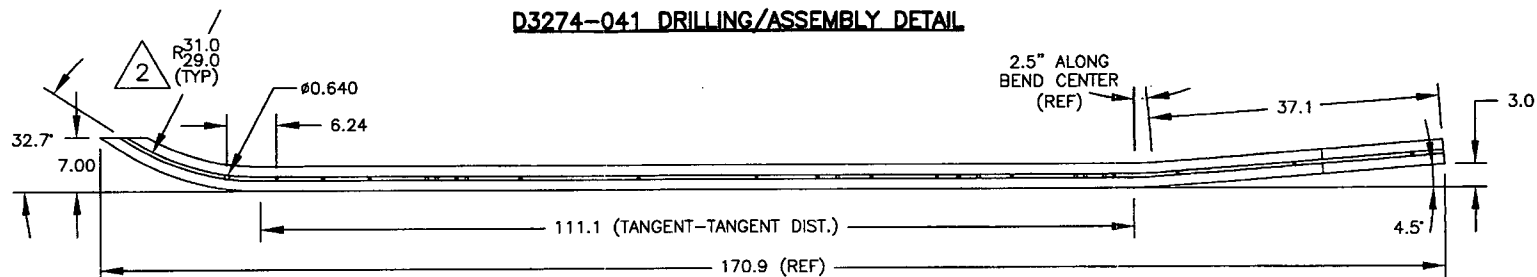 D3274-041 DRILLING/ASSEMBLY DETAIL
2
R31.0
29.0
(TYP)
ø0.640
6.24
2.5" ALONG
BEND CENTER
(REF)
37.1
3.0
32.7°
7.00
111.1 (TANGENT-TANGENT DIST.)
4.5°
170.9 (REF)